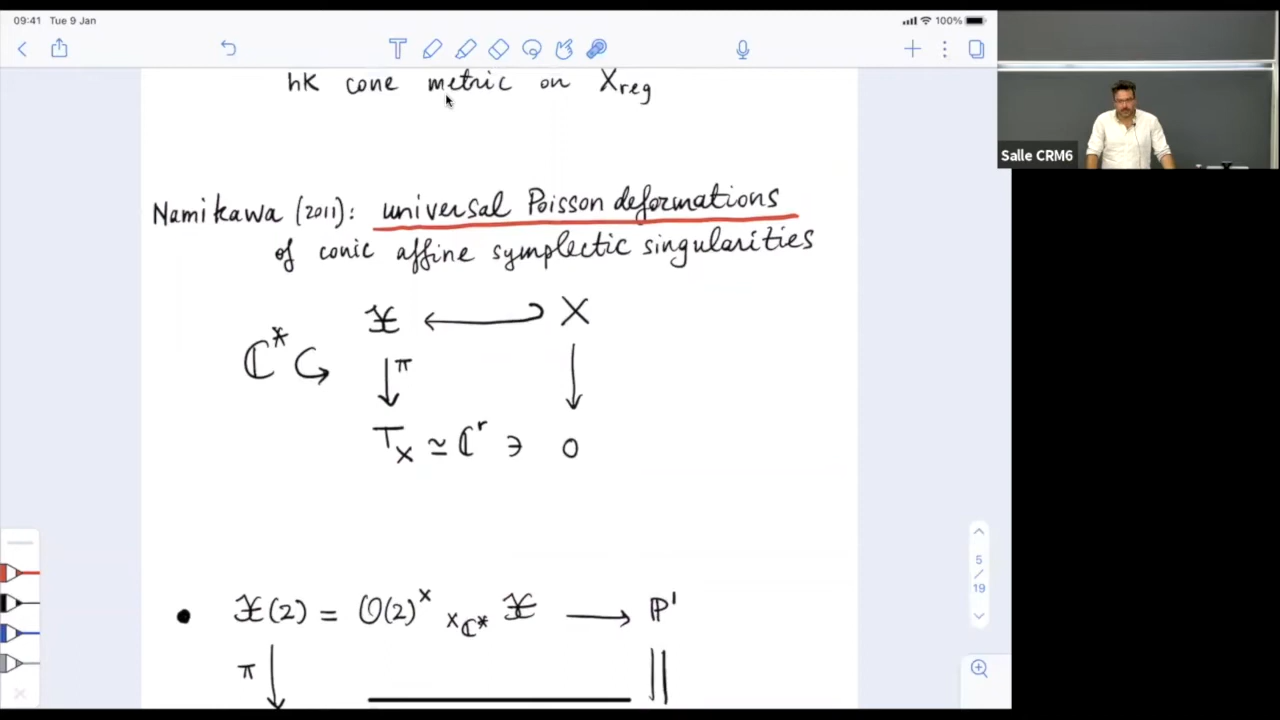 09:41 Tue 9 Jan
100%
hk cone metric on X_reg
Salle CRM6
Namikawa (2011): universal Poisson deformations
of conic affine symplectic singularities
𝔛 ← X
ℂ* ↓π ↓
T_X ≃ ℂ^r ∋ 0
5
/
19
• 𝔛(2) = 𝒪(2)^× ×_ℂ* 𝔛 → ℙ¹
π ↓ ||